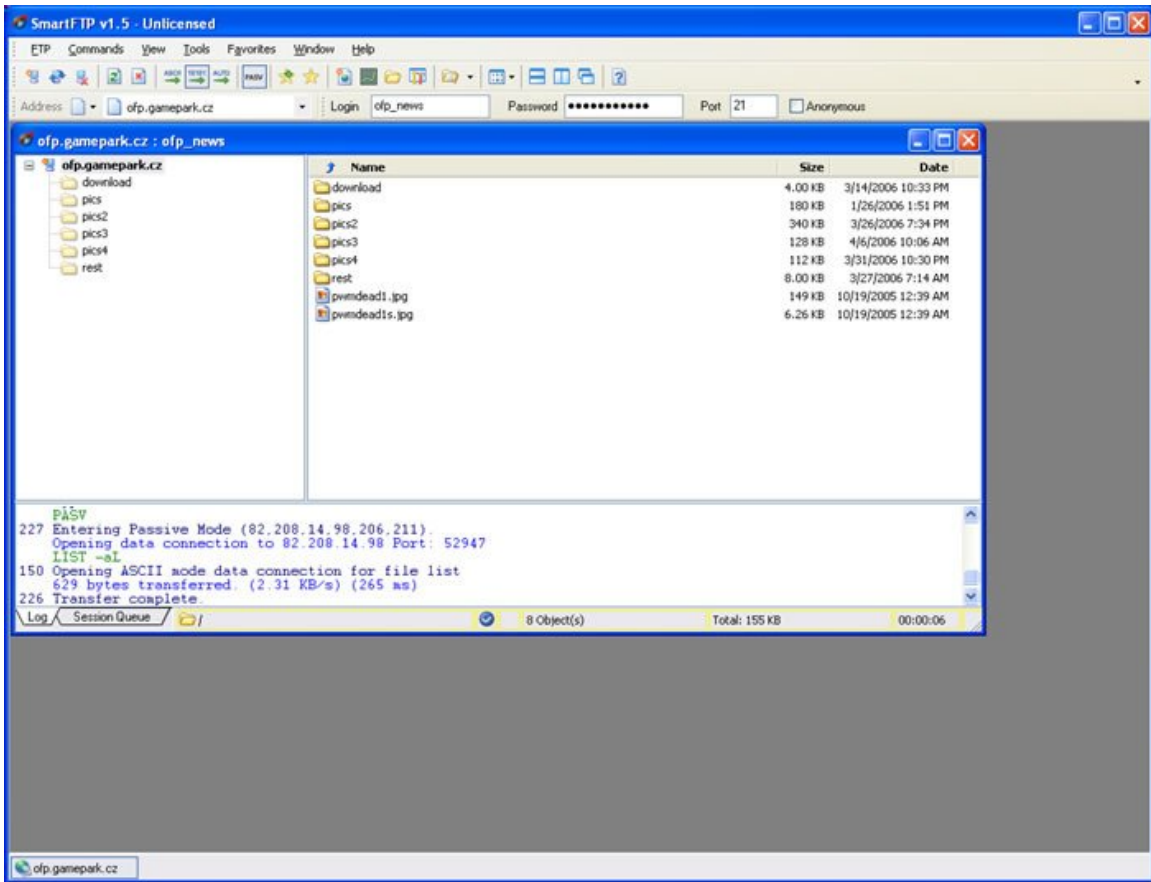 SmartFTP v1.5 - Unlicensed
FTP Commands View Tools Favorites Window Help
ABCII AUTO PASV
Address ofp.gamepark.cz Login ofp_news Password ●●●●●●●●●●● Port 21 Anonymous
ofp.gamepark.cz : ofp_news
ofp.gamepark.cz
download
pics
pics2
pics3
pics4
rest
Name Size Date
download 4.00 KB 3/14/2006 10:33 PM
pics 180 KB 1/26/2006 1:51 PM
pics2 340 KB 3/26/2006 7:34 PM
pics3 128 KB 4/6/2006 10:06 AM
pics4 112 KB 3/31/2006 10:30 PM
rest 8.00 KB 3/27/2006 7:14 AM
pwmdead1.jpg 149 KB 10/19/2005 12:39 AM
pwmdead1s.jpg 6.26 KB 10/19/2005 12:39 AM
PASV
227 Entering Passive Mode (82,208,14,98,206,211).
Opening data connection to 82.208.14.98 Port: 52947
LIST -aL
150 Opening ASCII mode data connection for file list
629 bytes transferred. (2.31 KB/s) (265 ms)
226 Transfer complete.
Log Session Queue / 8 Object(s) Total: 155 KB 00:00:06
ofp.gamepark.cz